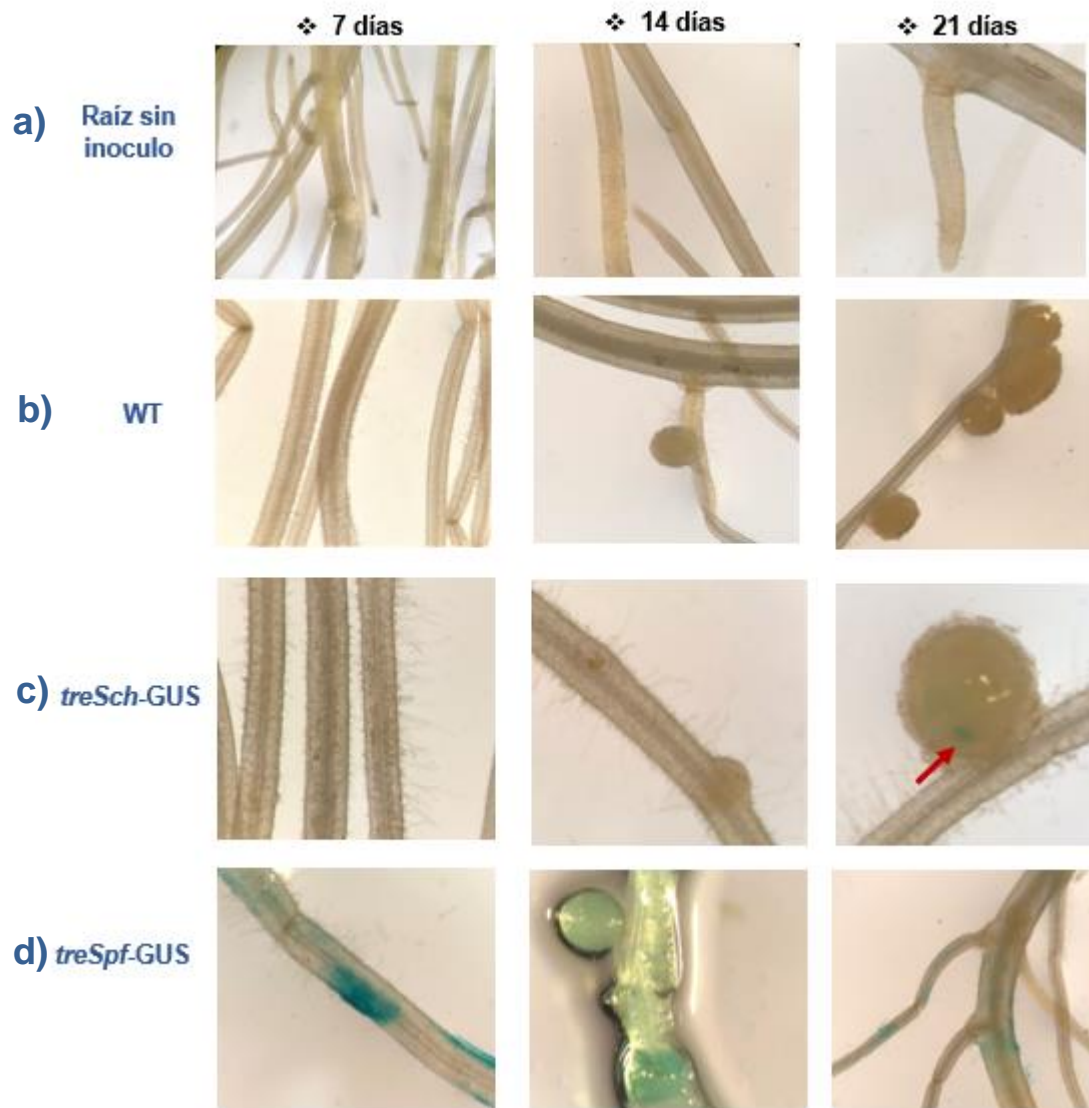 ❖ 7 días
❖ 14 días
❖ 21 días
a) Raíz sin
inoculo
b) WT
c) treSch-GUS
d) treSpf-GUS